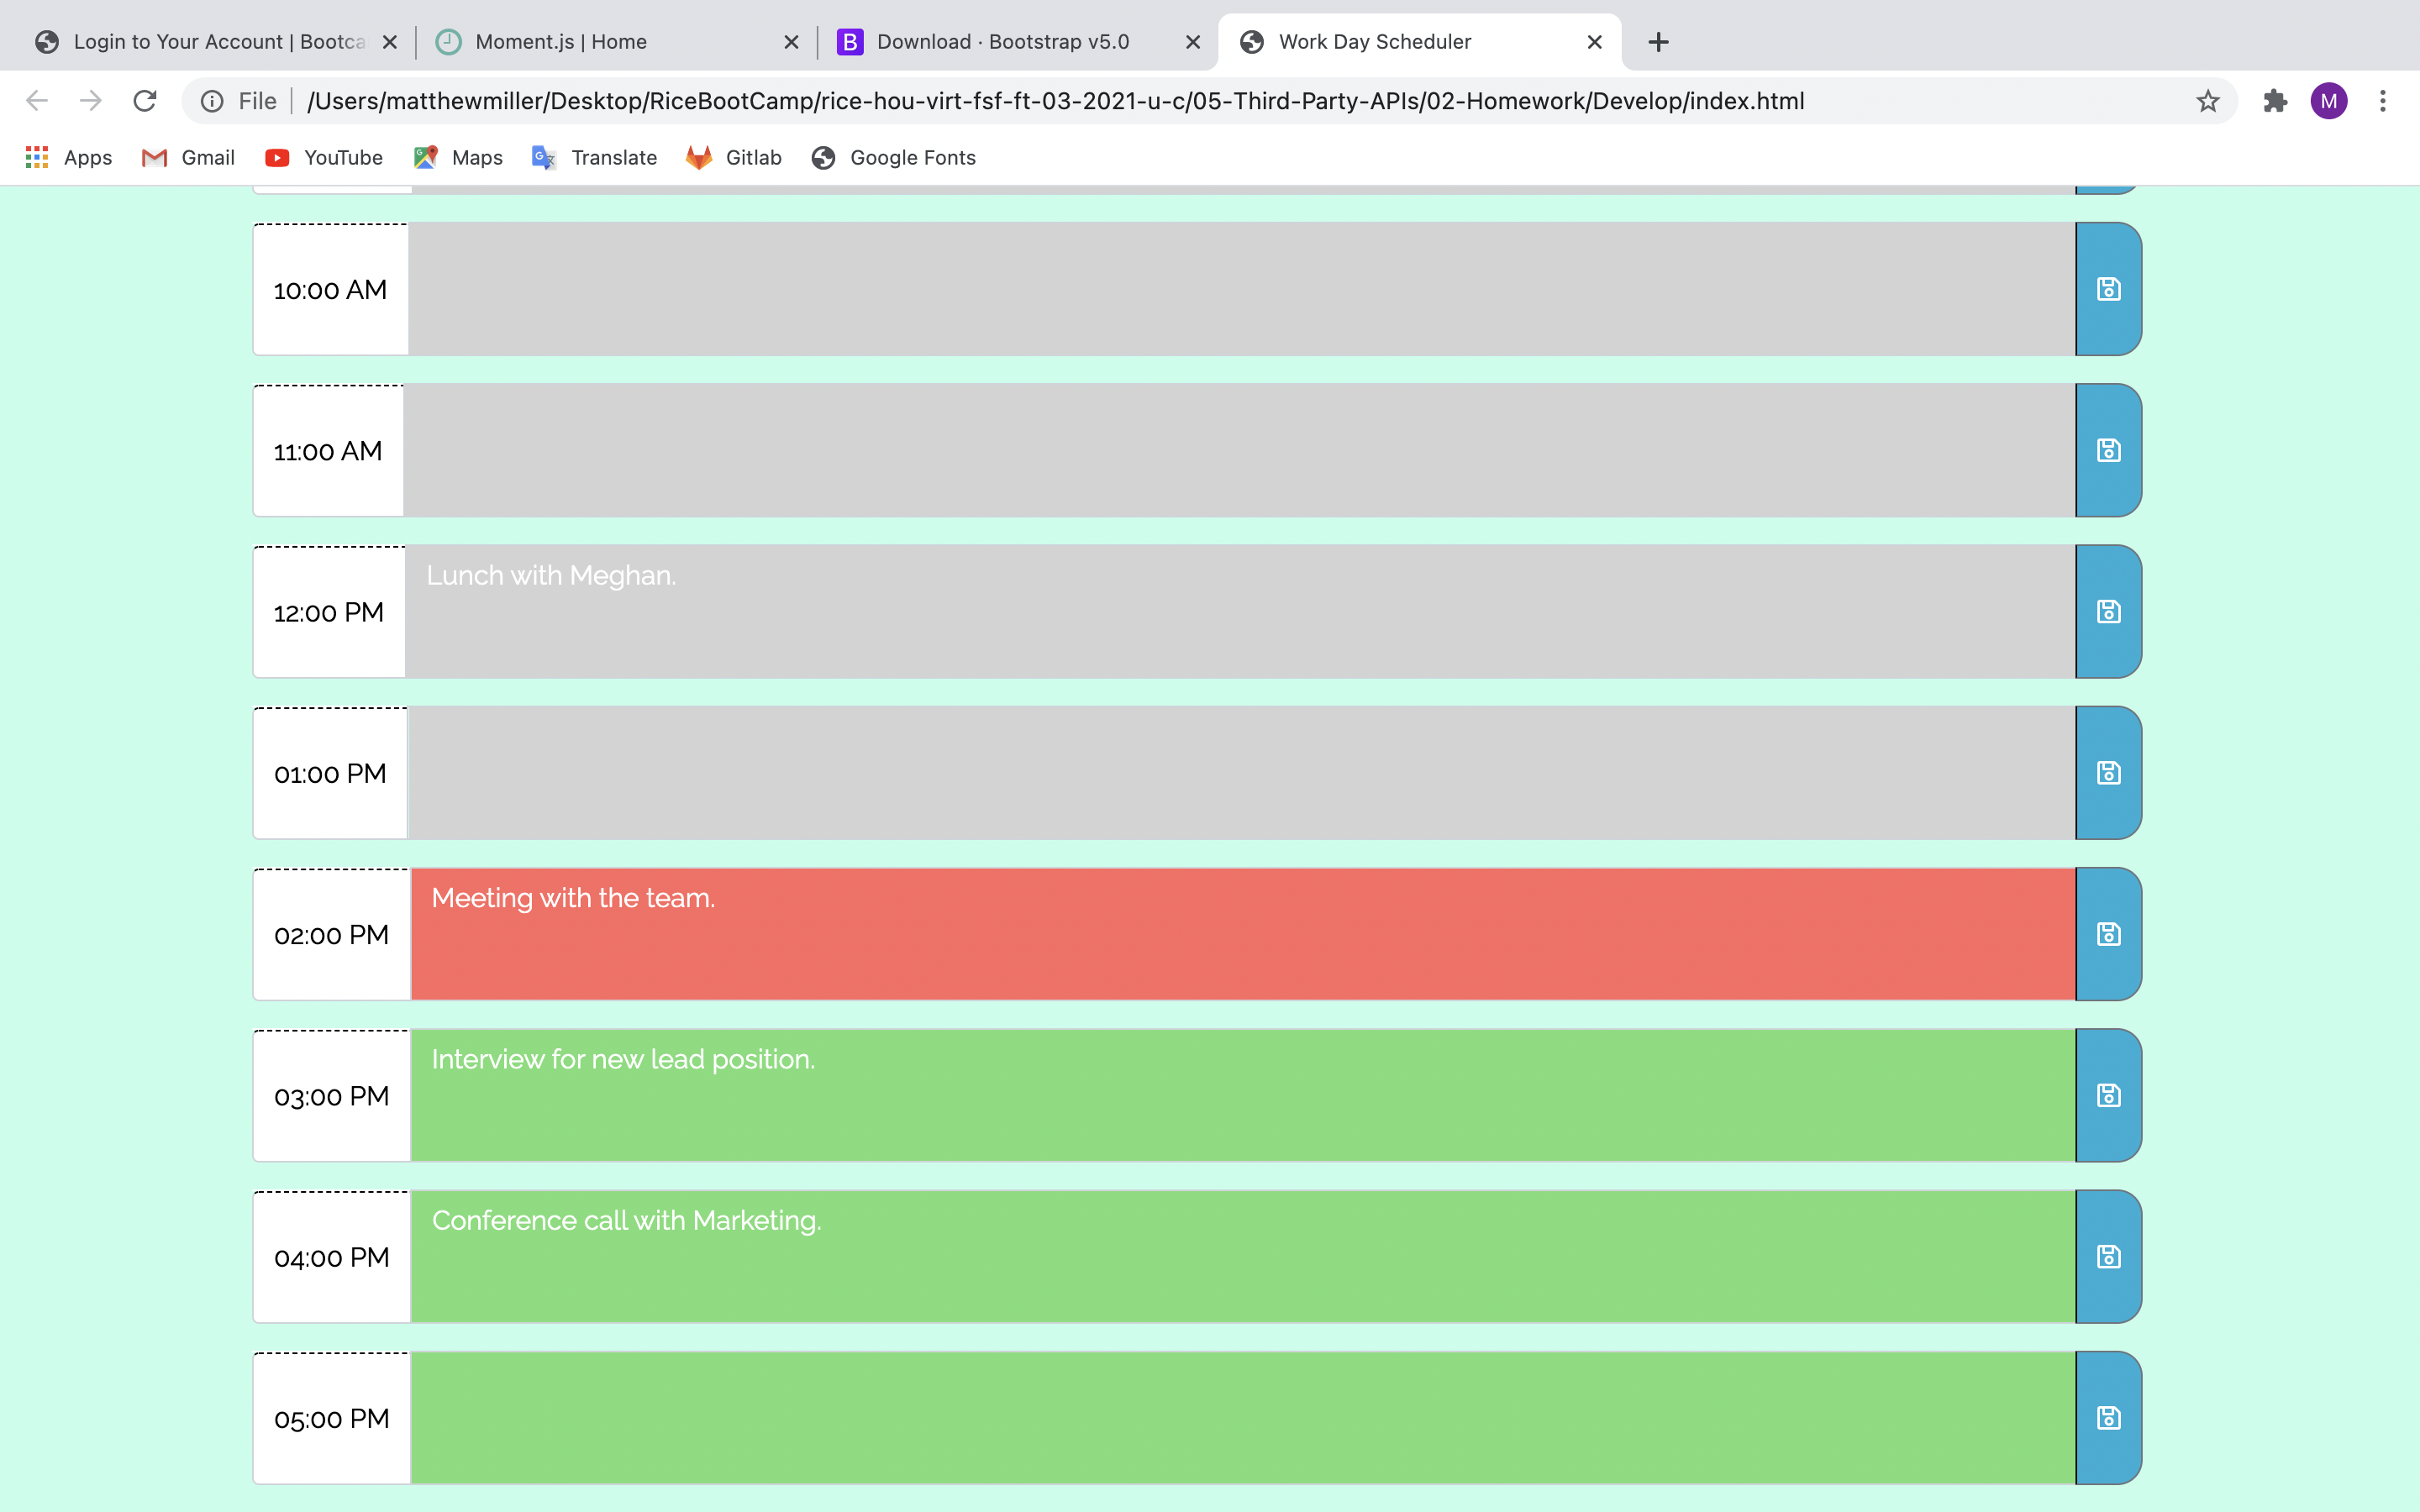 Login to Your Account | Bootca
Moment.js | Home
B Download · Bootstrap v5.0
Work Day Scheduler
File /Users/matthewmiller/Desktop/RiceBootCamp/rice-hou-virt-fsf-ft-03-2021-u-c/05-Third-Party-APIs/02-Homework/Develop/index.html M
Apps Gmail YouTube Maps Translate Gitlab Google Fonts
10:00 AM
11:00 AM
12:00 PM Lunch with Meghan.
01:00 PM
02:00 PM Meeting with the team.
03:00 PM Interview for new lead position.
04:00 PM Conference call with Marketing.
05:00 PM